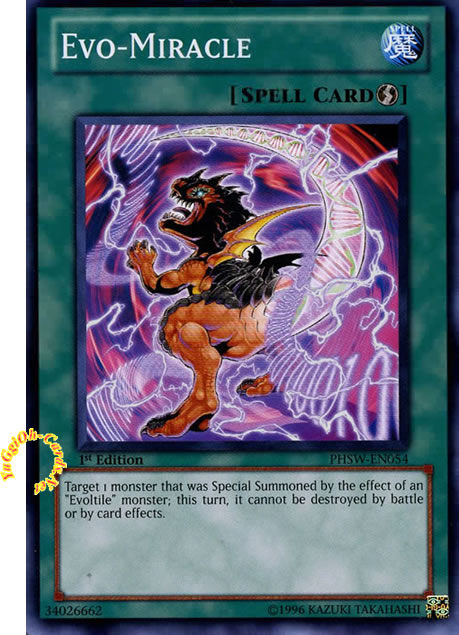 Evo-Miracle
SPELL
魔
[SPELL CARD]
1st Edition
PHSW-EN054
Target 1 monster that was Special Summoned by the effect of an
"Evoltile" monster; this turn, it cannot be destroyed by battle
or by card effects.
34026662
©1996 KAZUKI TAKAHASHI
YuGgiOh-Cards.Net